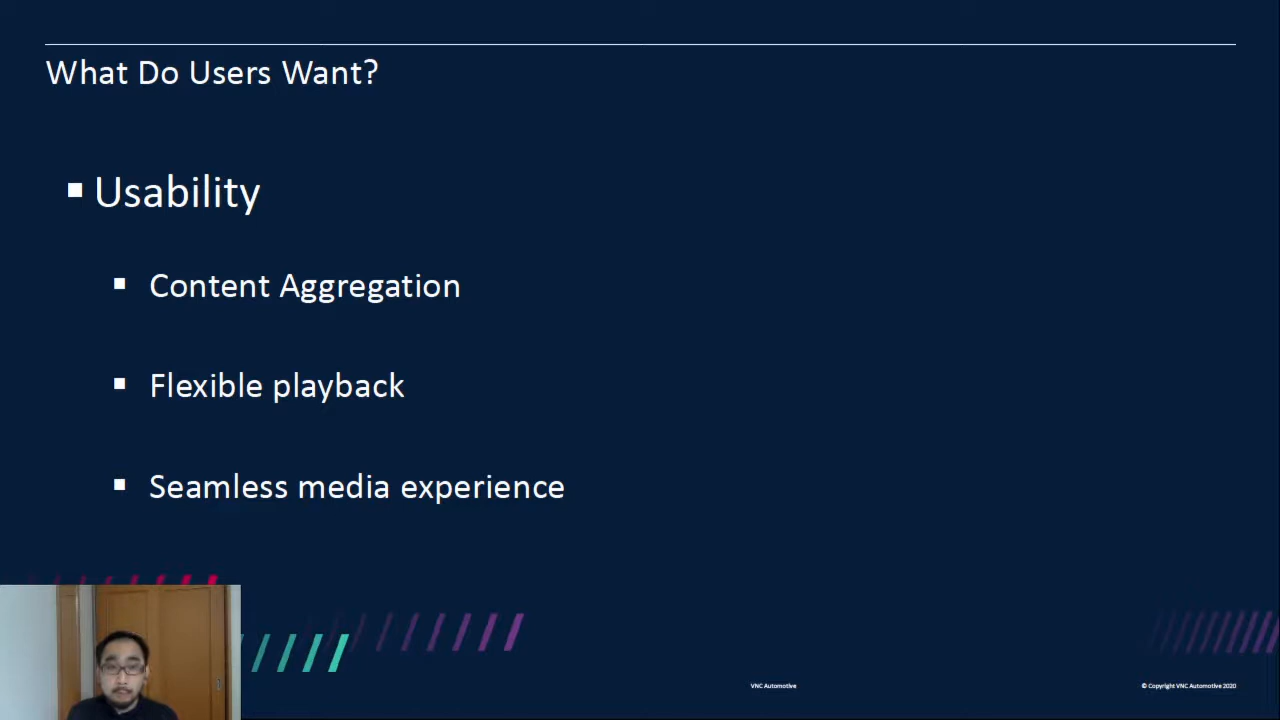 What Do Users Want?
Usability
Content Aggregation
Flexible playback
Seamless media experience
VNC Automotive
© Copyright VNC Automotive 2020